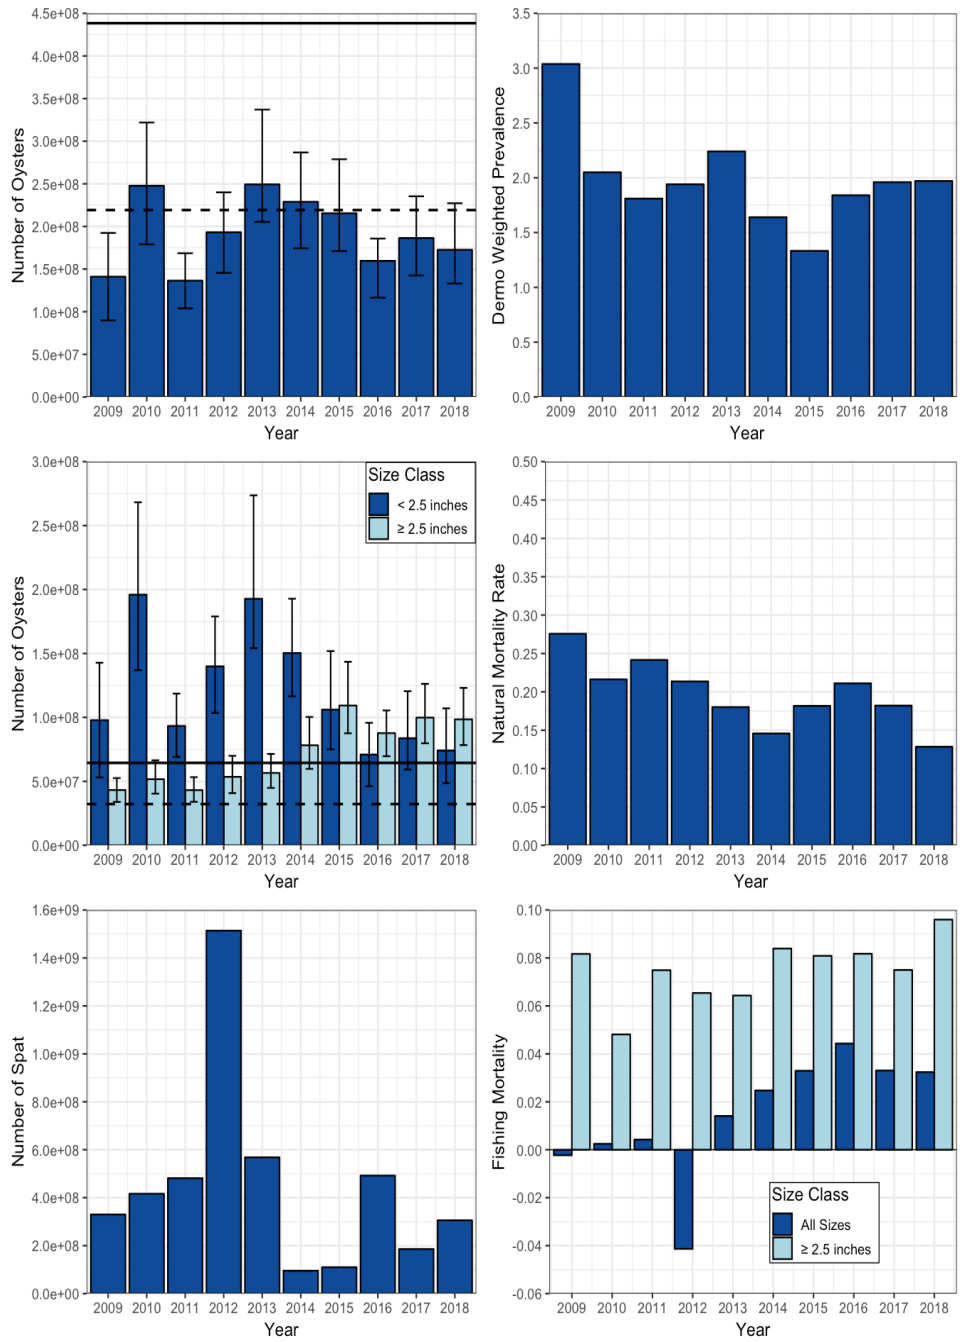 Number of Oysters
4.5e+08
4.0e+08
3.5e+08
3.0e+08
2.5e+08
2.0e+08
1.5e+08
1.0e+08
5.0e+07
0.0e+00
2009 2010 2011 2012 2013 2014 2015 2016 2017 2018
Year
Dermo Weighted Prevalence
3.5
3.0
2.5
2.0
1.5
1.0
0.5
0.0
2009 2010 2011 2012 2013 2014 2015 2016 2017 2018
Year
Number of Oysters
3.0e+08
2.5e+08
2.0e+08
1.5e+08
1.0e+08
5.0e+07
0.0e+00
Size Class
< 2.5 inches
≥ 2.5 inches
2009 2010 2011 2012 2013 2014 2015 2016 2017 2018
Year
Natural Mortality Rate
0.50
0.45
0.40
0.35
0.30
0.25
0.20
0.15
0.10
0.05
0.00
2009 2010 2011 2012 2013 2014 2015 2016 2017 2018
Year
Number of Spat
1.6e+09
1.4e+09
1.2e+09
1.0e+09
8.0e+08
6.0e+08
4.0e+08
2.0e+08
0.0e+00
2009 2010 2011 2012 2013 2014 2015 2016 2017 2018
Year
Fishing Mortality
0.10
0.08
0.06
0.04
0.02
0.00
-0.02
-0.04
-0.06
Size Class
All Sizes
≥ 2.5 inches
2009 2010 2011 2012 2013 2014 2015 2016 2017 2018
Year